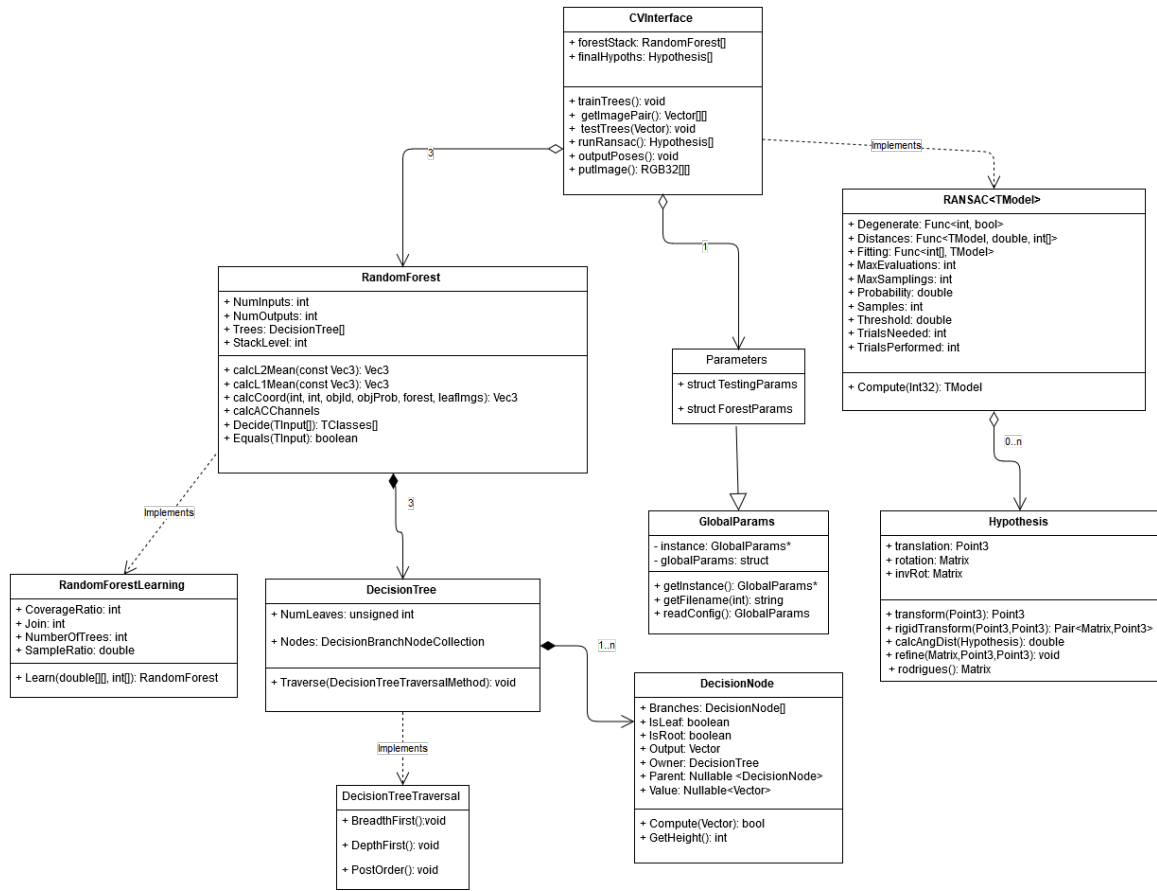 CVInterface
+ forestStack: RandomForest[]
+ finalHypoths: Hypothesis[]
+ trainTrees(): void
+ getImagePair(): Vector[][]
+ testTrees(Vector): void
+ runRansac(): Hypothesis[]
+ outputPoses(): void
+ putImage(): RGB32[][]
3
1
Implements
RANSAC<TModel>
+ Degenerate: Func<int, bool>
+ Distances: Func<TModel, double, int[]>
+ Fitting: Func<int[], TModel>
+ MaxEvaluations: int
+ MaxSamplings: int
+ Probability: double
+ Samples: int
+ Threshold: double
+ TrialsNeeded: int
+ TrialsPerformed: int
+ Compute(Int32): TModel
0..n
RandomForest
+ NumInputs: int
+ NumOutputs: int
+ Trees: DecisionTree[]
+ StackLevel: int
+ calcL2Mean(const Vec3): Vec3
+ calcL1Mean(const Vec3): Vec3
+ calcCoord(int, int, objId, objProb, forest, leafImgs): Vec3
+ calcACChannels
+ Decide(TInput[]): TClasses[]
+ Equals(TInput): boolean
Implements
3
Parameters
+ struct TestingParams
+ struct ForestParams
GlobalParams
- instance: GlobalParams*
- globalParams: struct
+ getInstance(): GlobalParams*
+ getFilename(int): string
+ readConfig(): GlobalParams
Hypothesis
+ translation: Point3
+ rotation: Matrix
+ invRot: Matrix
+ transform(Point3): Point3
+ rigidTransform(Point3,Point3): Pair<Matrix,Point3>
+ calcAngDist(Hypothesis): double
+ refine(Matrix,Point3,Point3): void
+ rodrigues(): Matrix
RandomForestLearning
+ CoverageRatio: int
+ Join: int
+ NumberOfTrees: int
+ SampleRatio: double
+ Learn(double[][], int[]): RandomForest
DecisionTree
+ NumLeaves: unsigned int
+ Nodes: DecisionBranchNodeCollection
+ Traverse(DecisionTreeTraversalMethod): void
1..n
Implements
DecisionNode
+ Branches: DecisionNode[]
+ IsLeaf: boolean
+ IsRoot: boolean
+ Output: Vector
+ Owner: DecisionTree
+ Parent: Nullable <DecisionNode>
+ Value: Nullable<Vector>
+ Compute(Vector): bool
+ GetHeight(): int
DecisionTreeTraversal
+ BreadthFirst():void
+ DepthFirst(): void
+ PostOrder(): void